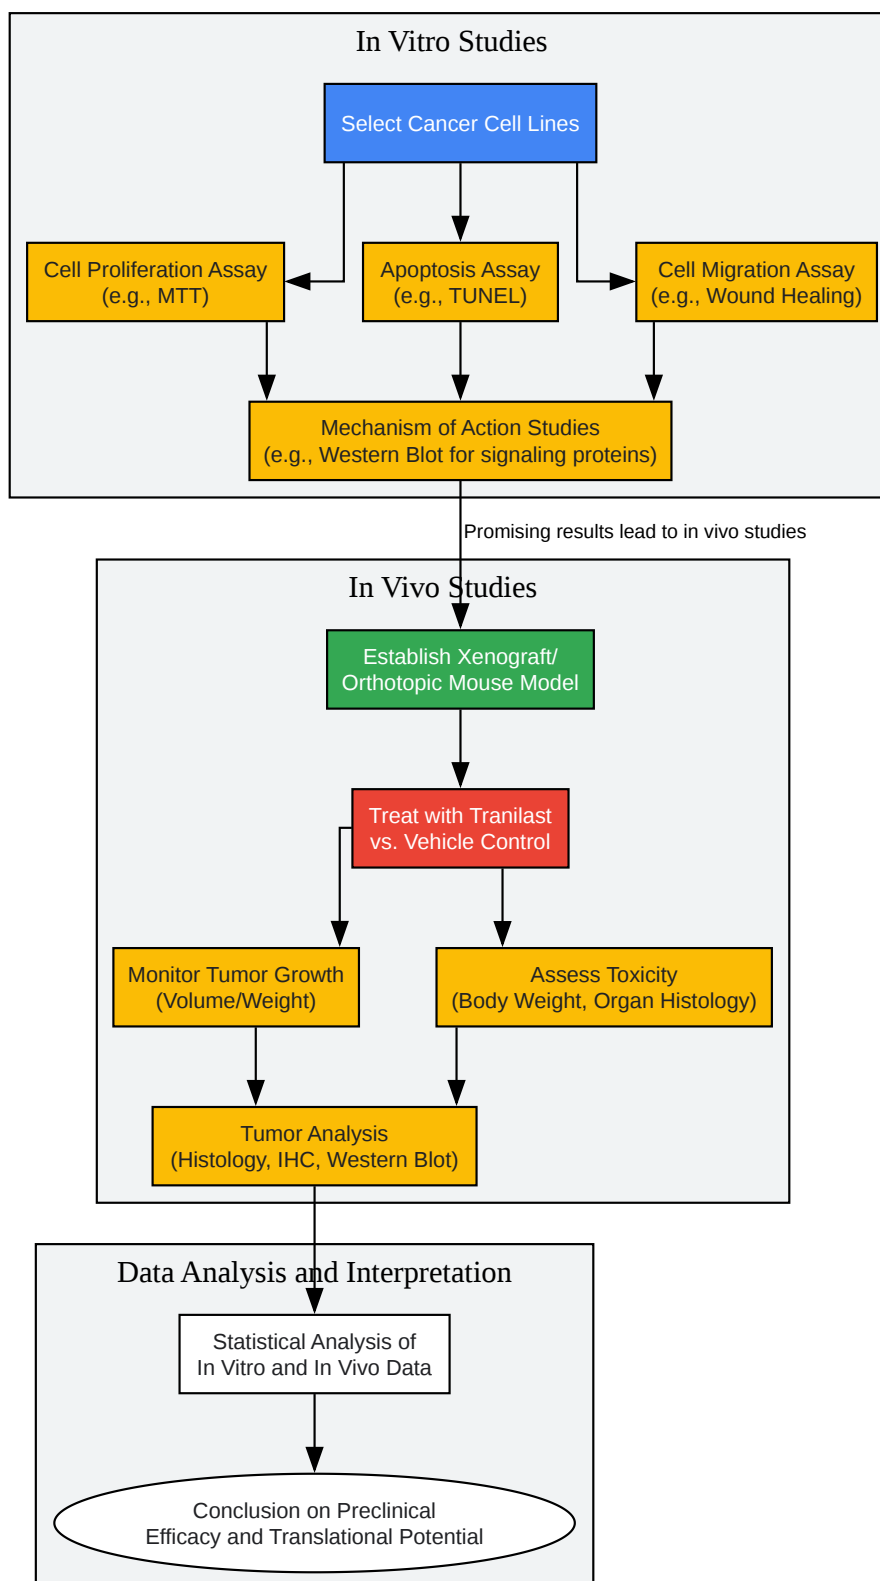 In Vitro Studies
Select Cancer Cell Lines
Cell Proliferation Assay
(e.g., MTT)
Apoptosis Assay
(e.g., TUNEL)
Cell Migration Assay
(e.g., Wound Healing)
Mechanism of Action Studies
(e.g., Western Blot for signaling proteins)
Promising results lead to in vivo studies
In Vivo Studies
Establish Xenograft/
Orthotopic Mouse Model
Treat with Tranilast
vs. Vehicle Control
Monitor Tumor Growth
(Volume/Weight)
Assess Toxicity
(Body Weight, Organ Histology)
Tumor Analysis
(Histology, IHC, Western Blot)
Data Analysis and Interpretation
Statistical Analysis of
In Vitro and In Vivo Data
Conclusion on Preclinical
Efficacy and Translational Potential